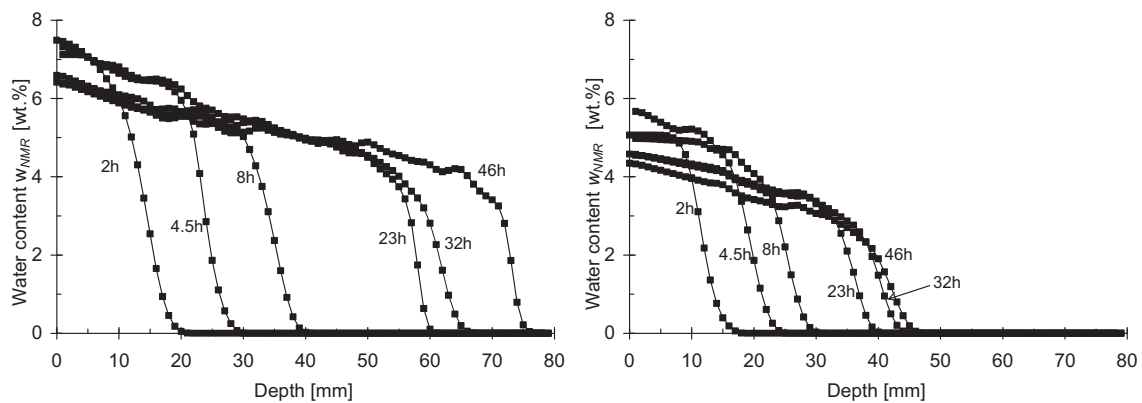 8
6
4
2
0
Water content w_NMR [wt.%]
2h
4.5h
8h
23h
32h
46h
0 10 20 30 40 50 60 70 80
Depth [mm]
8
6
4
2
0
Water content w_NMR [wt.%]
2h
4.5h
8h
23h
46h
32h
0 10 20 30 40 50 60 70 80
Depth [mm]